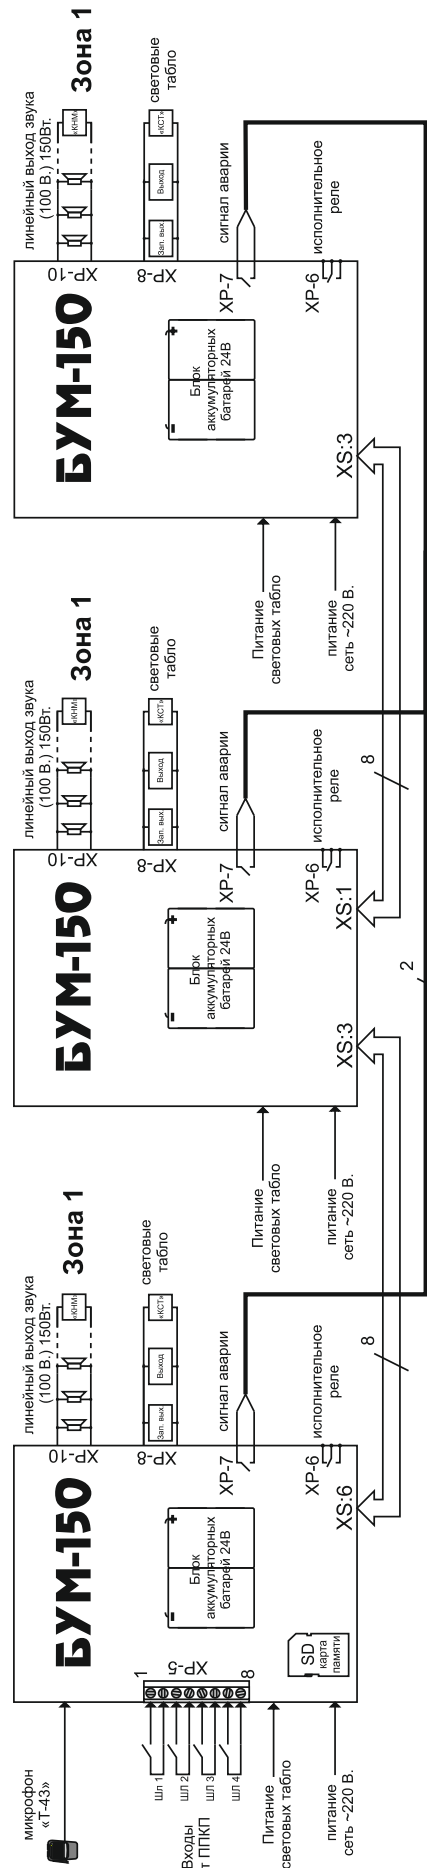 Зона 1
линейный выход звука
(100 В.) 150Вт.
«КНМ»
световые
табло
«КСТ»
Выход
Зап. вых
XP-10
XP-8
сигнал аварии
XP-7
исполнительное
реле
XP-6
БУМ-150
Блок
аккумуляторных
батарей 24В
+
-
XS:3
Питание
световых табло
питание
сеть ~220 В.
8
Зона 1
линейный выход звука
(100 В.) 150Вт.
«КНМ»
световые
табло
«КСТ»
Выход
Зап. вых
XP-10
XP-8
сигнал аварии
XP-7
исполнительное
реле
XP-6
XS:1
БУМ-150
Блок
аккумуляторных
батарей 24В
+
-
XS:3
2
Питание
световых табло
питание
сеть ~220 В.
8
Зона 1
линейный выход звука
(100 В.) 150Вт.
«КНМ»
световые
табло
«КСТ»
Выход
Зап. вых
XP-10
XP-8
сигнал аварии
XP-7
исполнительное
реле
XP-6
XS:6
БУМ-150
Блок
аккумуляторных
батарей 24В
+
-
SD
карта
памяти
XP-5
1
8
Шл 1
ШЛ 2
ШЛ 3
ШЛ 4
микрофон
«Т-43»
Входы
т ППКП
Питание
световых табло
питание
сеть ~220 В.